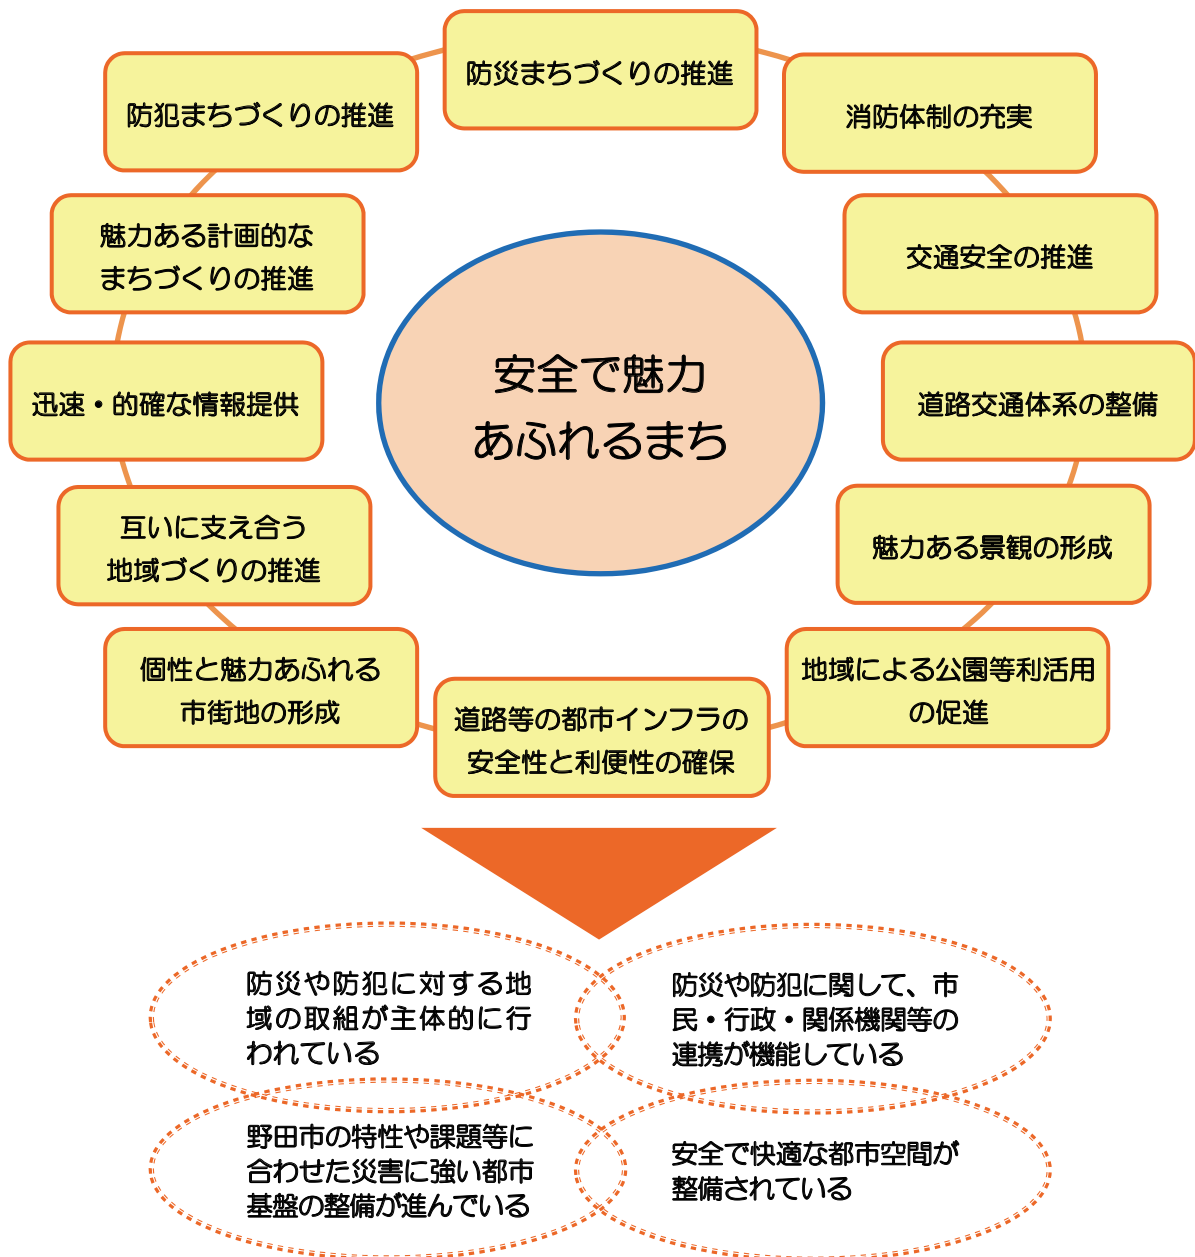 防災まちづくりの推進
消防体制の充実
交通安全の推進
道路交通体系の整備
魅力ある景観の形成
地域による公園等利活用
の促進
道路等の都市インフラの
安全性と利便性の確保
個性と魅力あふれる
市街地の形成
互いに支え合う
地域づくりの推進
迅速・的確な情報提供
魅力ある計画的な
まちづくりの推進
防犯まちづくりの推進
安全で魅力
あふれるまち
防災や防犯に対する地
域の取組が主体的に行
われている
防災や防犯に関して、市
民・行政・関係機関等の
連携が機能している
野田市の特性や課題等に
合わせた災害に強い都市
基盤の整備が進んでいる
安全で快適な都市空間が
整備されている